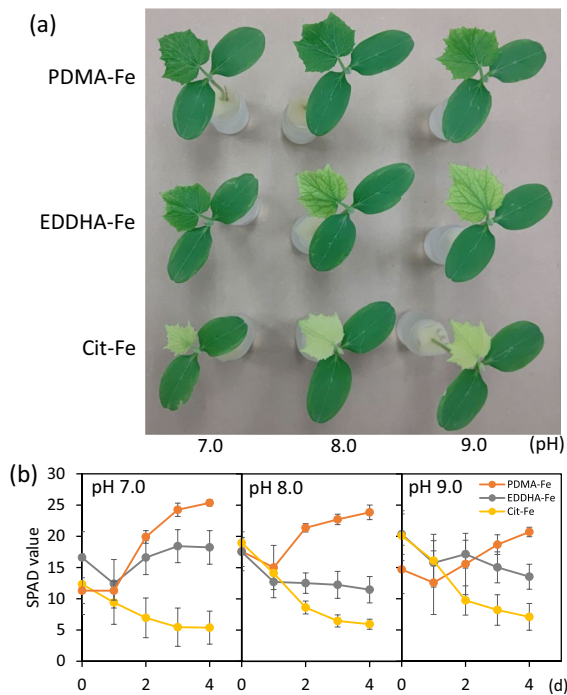 (a)
PDMA-Fe
EDDHA-Fe
Cit-Fe
7.0 8.0 9.0 (pH)
(b)
pH 7.0 pH 8.0 pH 9.0
PDMA-Fe
EDDHA-Fe
Cit-Fe
SPAD value
30
25
20
15
10
5
0
0 2 4 0 2 4 0 2 4 (d)